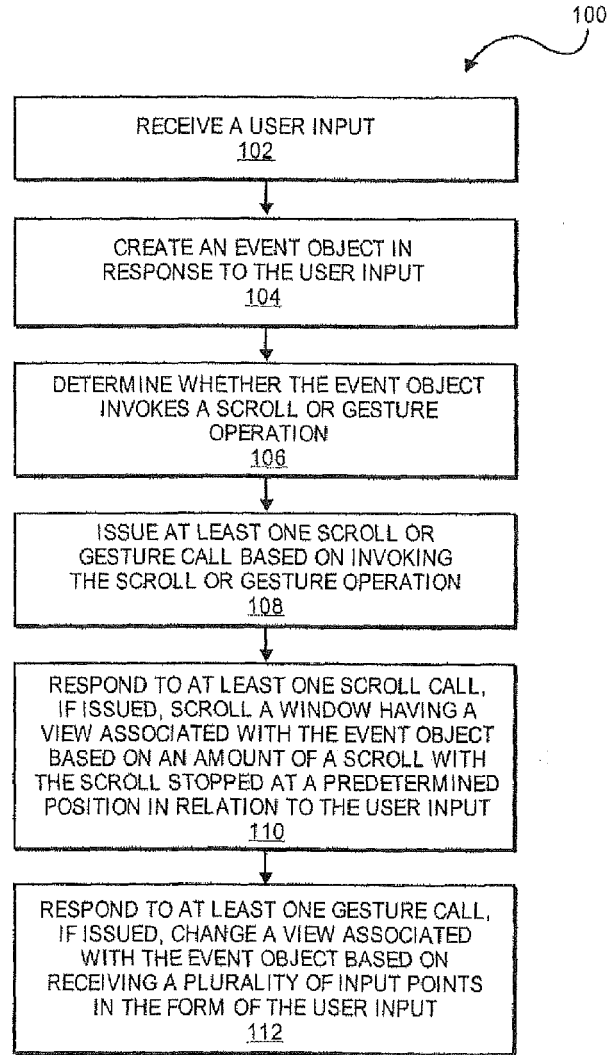 100
RECEIVE A USER INPUT
102
CREATE AN EVENT OBJECT IN
RESPONSE TO THE USER INPUT
104
DETERMINE WHETHER THE EVENT OBJECT
INVOKES A SCROLL OR GESTURE
OPERATION
106
ISSUE AT LEAST ONE SCROLL OR
GESTURE CALL BASED ON INVOKING
THE SCROLL OR GESTURE OPERATION
108
RESPOND TO AT LEAST ONE SCROLL CALL,
IF ISSUED, SCROLL A WINDOW HAVING A
VIEW ASSOCIATED WITH THE EVENT OBJECT
BASED ON AN AMOUNT OF A SCROLL WITH
THE SCROLL STOPPED AT A PREDETERMINED
POSITION IN RELATION TO THE USER INPUT
110
RESPOND TO AT LEAST ONE GESTURE CALL,
IF ISSUED, CHANGE A VIEW ASSOCIATED
WITH THE EVENT OBJECT BASED ON
RECEIVING A PLURALITY OF INPUT POINTS
IN THE FORM OF THE USER INPUT
112